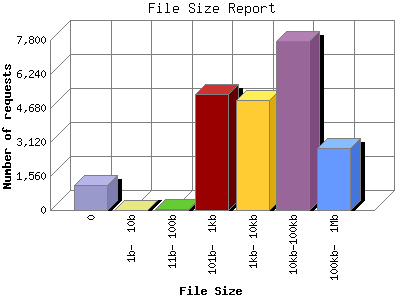 File Size Report
Number of requests
7,800
6,240
4,680
3,120
1,560
0
0
1b- 10b
11b- 100b
101b- 1kb
1kb- 10kb
10kb-100kb
100kb- 1Mb
File Size